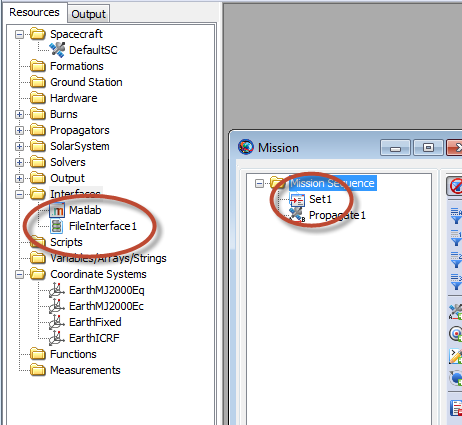 Resources Output
Spacecraft
DefaultSC
Formations
Ground Station
Hardware
Burns
Propagators
SolarSystem
Solvers
Output
Interfaces
Matlab
FileInterface1
Scripts
Variables/Arrays/Strings
Coordinate Systems
EarthMJ2000Eq
EarthMJ2000Ec
EarthFixed
EarthICRF
Functions
Measurements
Mission
Mission Sequence
Set1
Propagate1